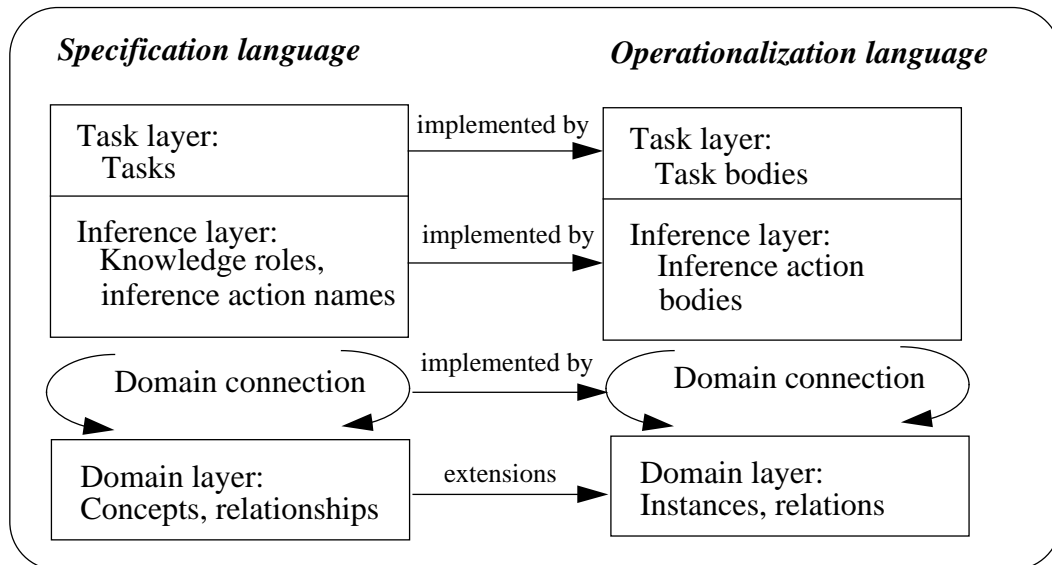 Specification language
Operationalization language
Task layer:
Tasks
implemented by
Task layer:
Task bodies
Inference layer:
Knowledge roles,
inference action names
implemented by
Inference layer:
Inference action
bodies
Domain connection
implemented by
Domain connection
Domain layer:
Concepts, relationships
extensions
Domain layer:
Instances, relations